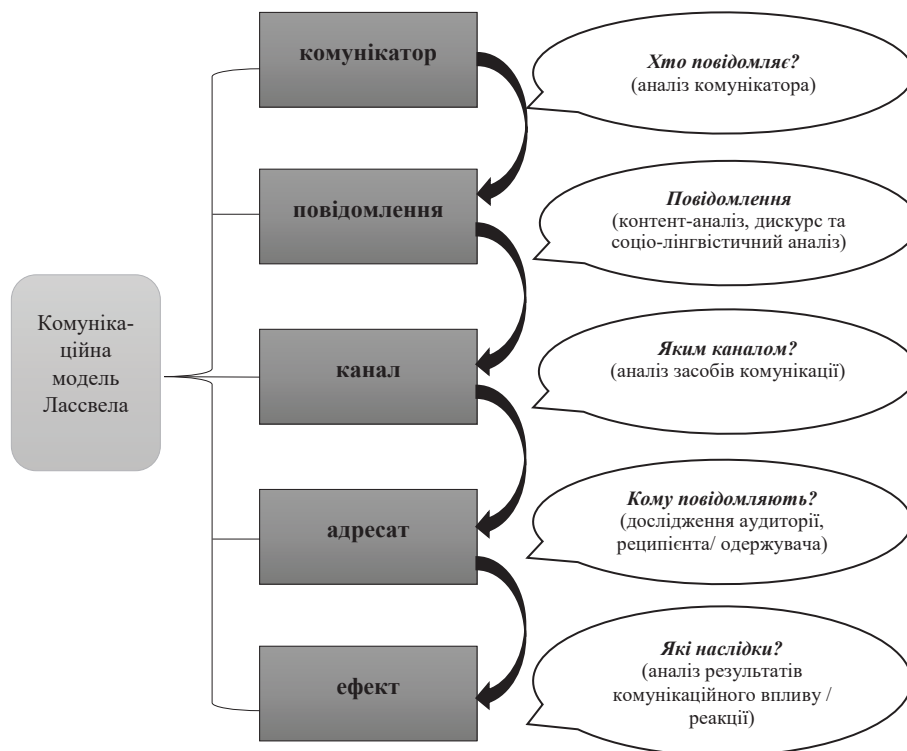 комунікатор
Хто повідомляє?
(аналіз комунікатора)
повідомлення
Повідомлення
(контент-аналіз, дискурс та
соціо-лінгвістичний аналіз)
Комуніка-
ційна
модель
Лассвела
канал
Яким каналом?
(аналіз засобів комунікації)
адресат
Кому повідомляють?
(дослідження аудиторії,
реципієнта/ одержувача)
ефект
Які наслідки?
(аналіз результатів
комунікаційного впливу /
реакції)